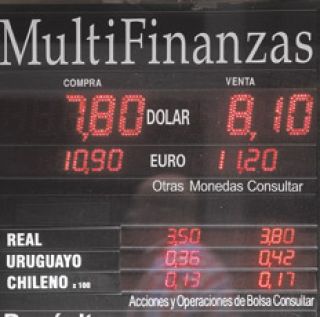 MultiFinanzas
COMPRA VENTA
7,80 DOLAR 8,10
10,90 EURO 11,20
Otras Monedas Consultar
REAL 3,50 3,80
URUGUAYO 0,36 0,42
CHILENO x 100 0,13 0,17
Acciones y Operaciones de Bolsa Consultar